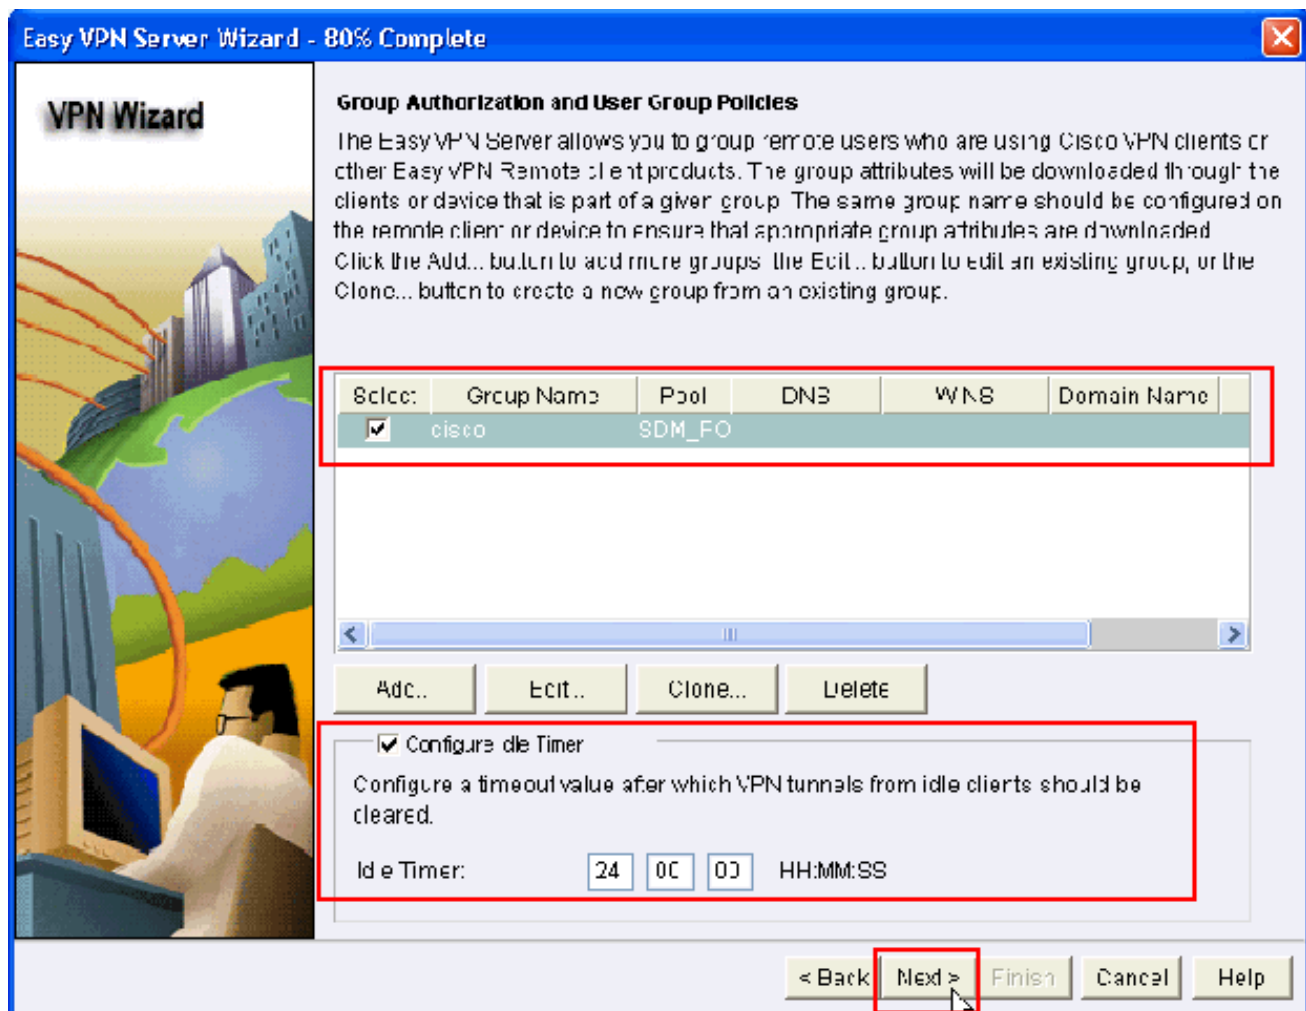 Easy VPN Server Wizard - 80% Complete
VPN Wizard
Group Authorization and User Group Policies
The Easy VPN Server allows you to group remote users who are using Cisco VPN clients or
other Easy VPN Remote client products. The group attributes will be downloaded through the
clients or device that is part of a given group. The same group name should be configured on
the remote client or device to ensure that appropriate group attributes are downloaded
Click the Add... button to add more groups, the Edit... button to edit an existing group, or the
Clone... button to create a new group from an existing group.
Select Group Name Pool DNS WINS Domain Name
cisco SDM_PO
Add... Edit... Clone... Delete
Configure Idle Timer
Configure a timeout value after which VPN tunnels from idle clients should be
cleared.
Idle Timer: 24 00 00 HH:MM:SS
< Back Next > Finish Cancel Help